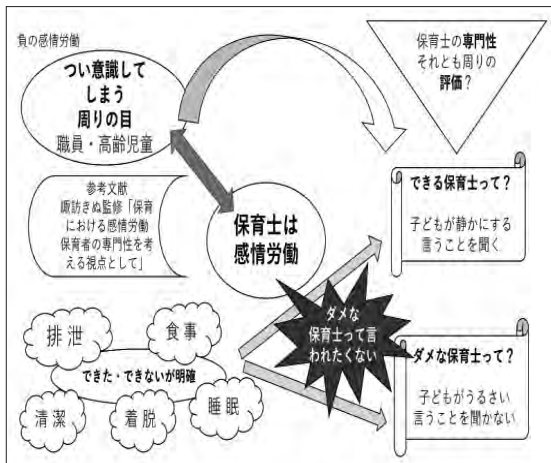 負の感情労働
つい意識して
しまう
周りの目
職員・高齢児童
保育士の専門性
それとも周りの
評価？
参考文献
諏訪きぬ監修「保育
における感情労働
保育者の専門性を考
える視点として」
保育士は
感情労働
できる保育士って？
子どもが静かにする
言うことを聞く
ダメな
保育士って言
われたくない
排泄
食事
できた・できないが明確
清潔
着脱
睡眠
ダメな保育士って？
子どもがうるさい
言うことを聞かない